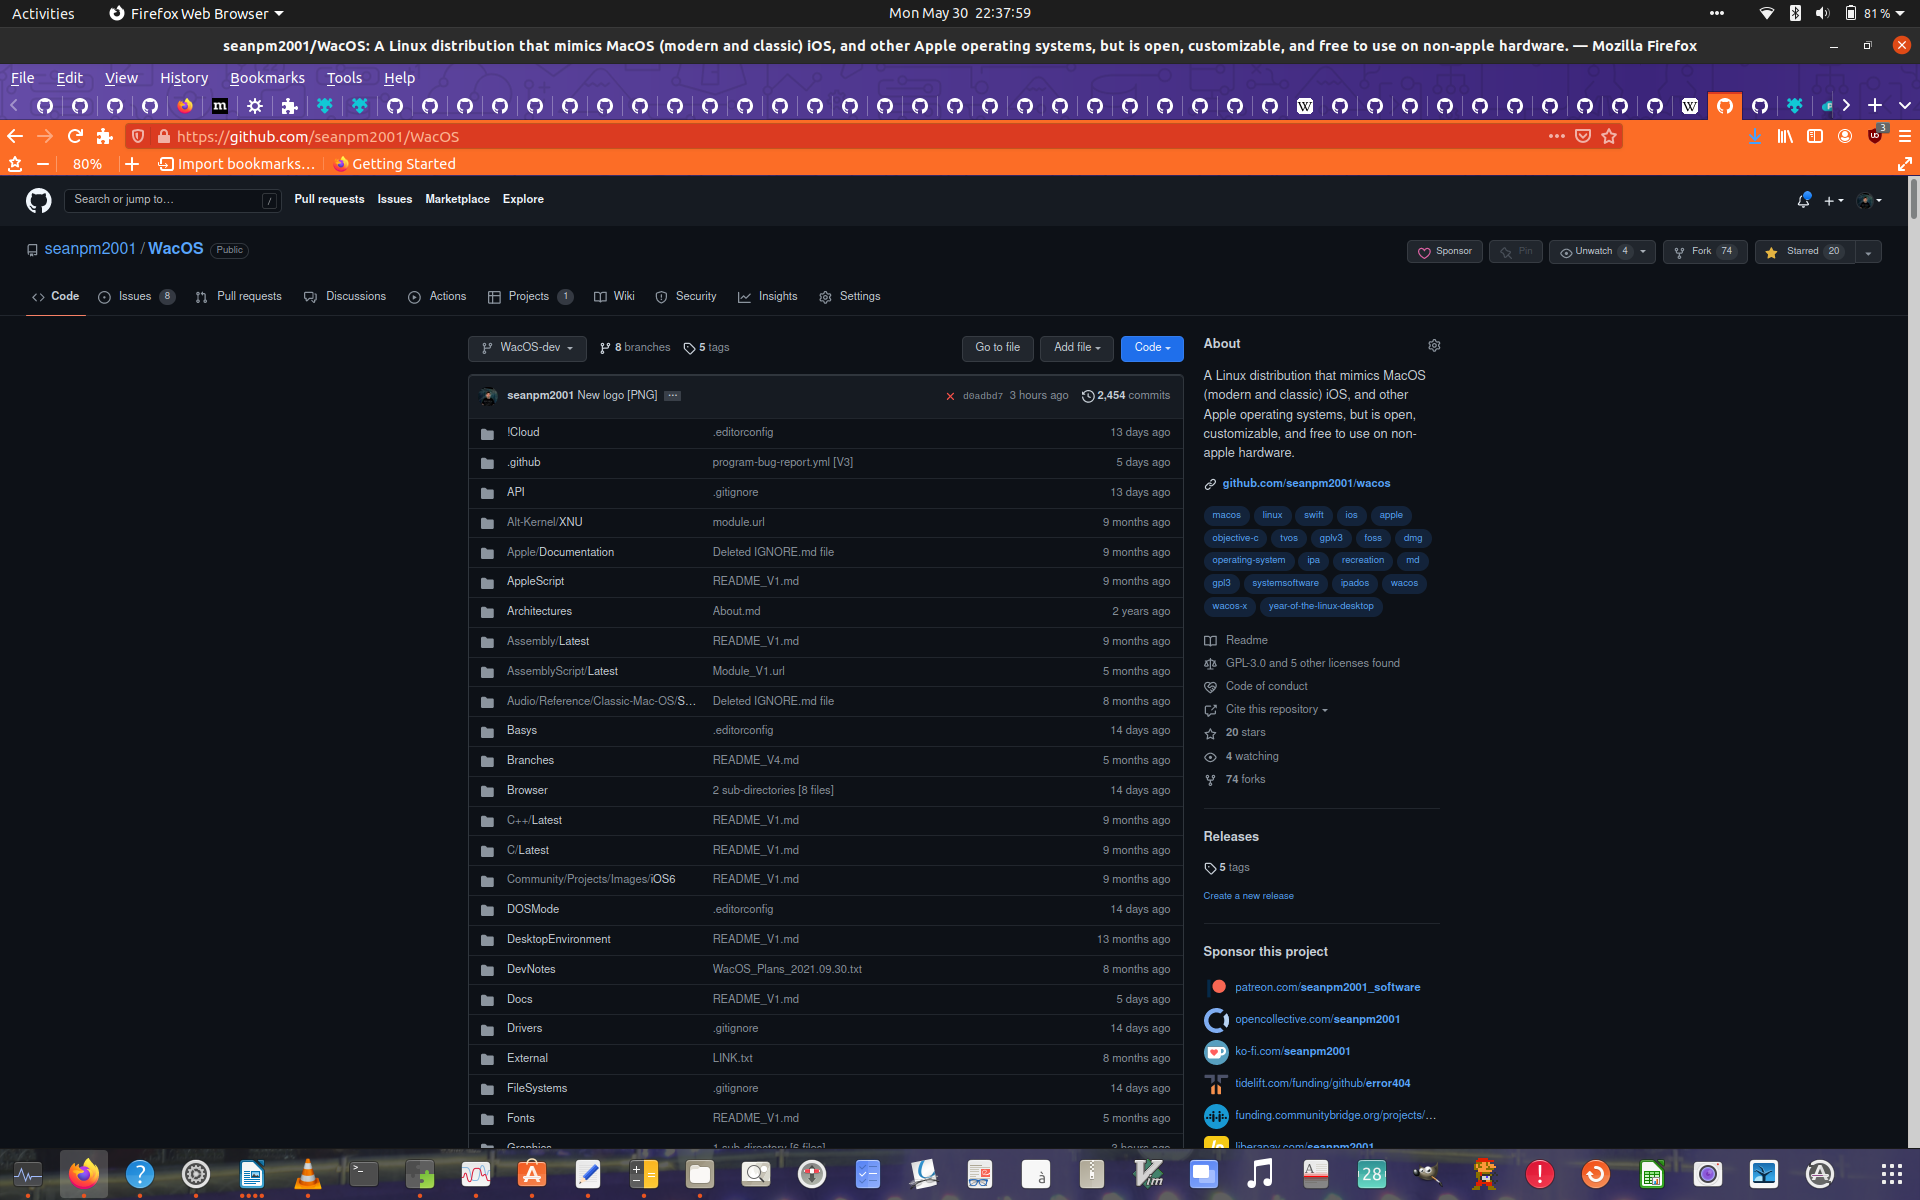 Activities
Firefox Web Browser
Mon May 30 22:37:59
81 %
seanpm2001/WacOS: A Linux distribution that mimics MacOS (modern and classic) iOS, and other Apple operating systems, but is open, customizable, and free to use on non-apple hardware. — Mozilla Firefox
File Edit View History Bookmarks Tools Help
https://github.com/seanpm2001/WacOS
3
80%
Import bookmarks...
Getting Started
Search or jump to...
/
Pull requests Issues Marketplace Explore
seanpm2001 / WacOS Public
Sponsor
Pin
Unwatch 4
Fork 74
Starred 20
Code
Issues 8
Pull requests
Discussions
Actions
Projects 1
Wiki
Security
Insights
Settings
WacOS-dev
8 branches
5 tags
Go to file
Add file
Code
seanpm2001 New logo [PNG] ...
d0adbd7 3 hours ago
2,454 commits
!Cloud .editorconfig 13 days ago
.github program-bug-report.yml [V3] 5 days ago
API .gitignore 13 days ago
Alt-Kernel/XNU module.url 9 months ago
Apple/Documentation Deleted IGNORE.md file 9 months ago
AppleScript README_V1.md 9 months ago
Architectures About.md 2 years ago
Assembly/Latest README_V1.md 9 months ago
AssemblyScript/Latest Module_V1.url 5 months ago
Audio/Reference/Classic-Mac-OS/S... Deleted IGNORE.md file 8 months ago
Basys .editorconfig 14 days ago
Branches README_V4.md 5 months ago
Browser 2 sub-directories [8 files] 14 days ago
C++/Latest README_V1.md 9 months ago
C/Latest README_V1.md 9 months ago
Community/Projects/Images/iOS6 README_V1.md 9 months ago
DOSMode .editorconfig 14 days ago
DesktopEnvironment README_V1.md 13 months ago
DevNotes WacOS_Plans_2021.09.30.txt 8 months ago
Docs README_V1.md 5 days ago
Drivers .gitignore 14 days ago
External LINK.txt 8 months ago
FileSystems .gitignore 14 days ago
Fonts README_V1.md 5 months ago
Graphics 1 sub-directory [6 files] 3 hours ago
About
A Linux distribution that mimics MacOS
(modern and classic) iOS, and other
Apple operating systems, but is open,
customizable, and free to use on non-
apple hardware.
github.com/seanpm2001/wacos
macos linux swift ios apple
objective-c tvos gplv3 foss dmg
operating-system ipa recreation md
gpl3 systemsoftware ipados wacos
wacos-x year-of-the-linux-desktop
Readme
GPL-3.0 and 5 other licenses found
Code of conduct
Cite this repository
20 stars
4 watching
74 forks
Releases
5 tags
Create a new release
Sponsor this project
patreon.com/seanpm2001_software
opencollective.com/seanpm2001
ko-fi.com/seanpm2001
tidelift.com/funding/github/error404
funding.communitybridge.org/projects/...
liberapay.com/seanpm2001
28